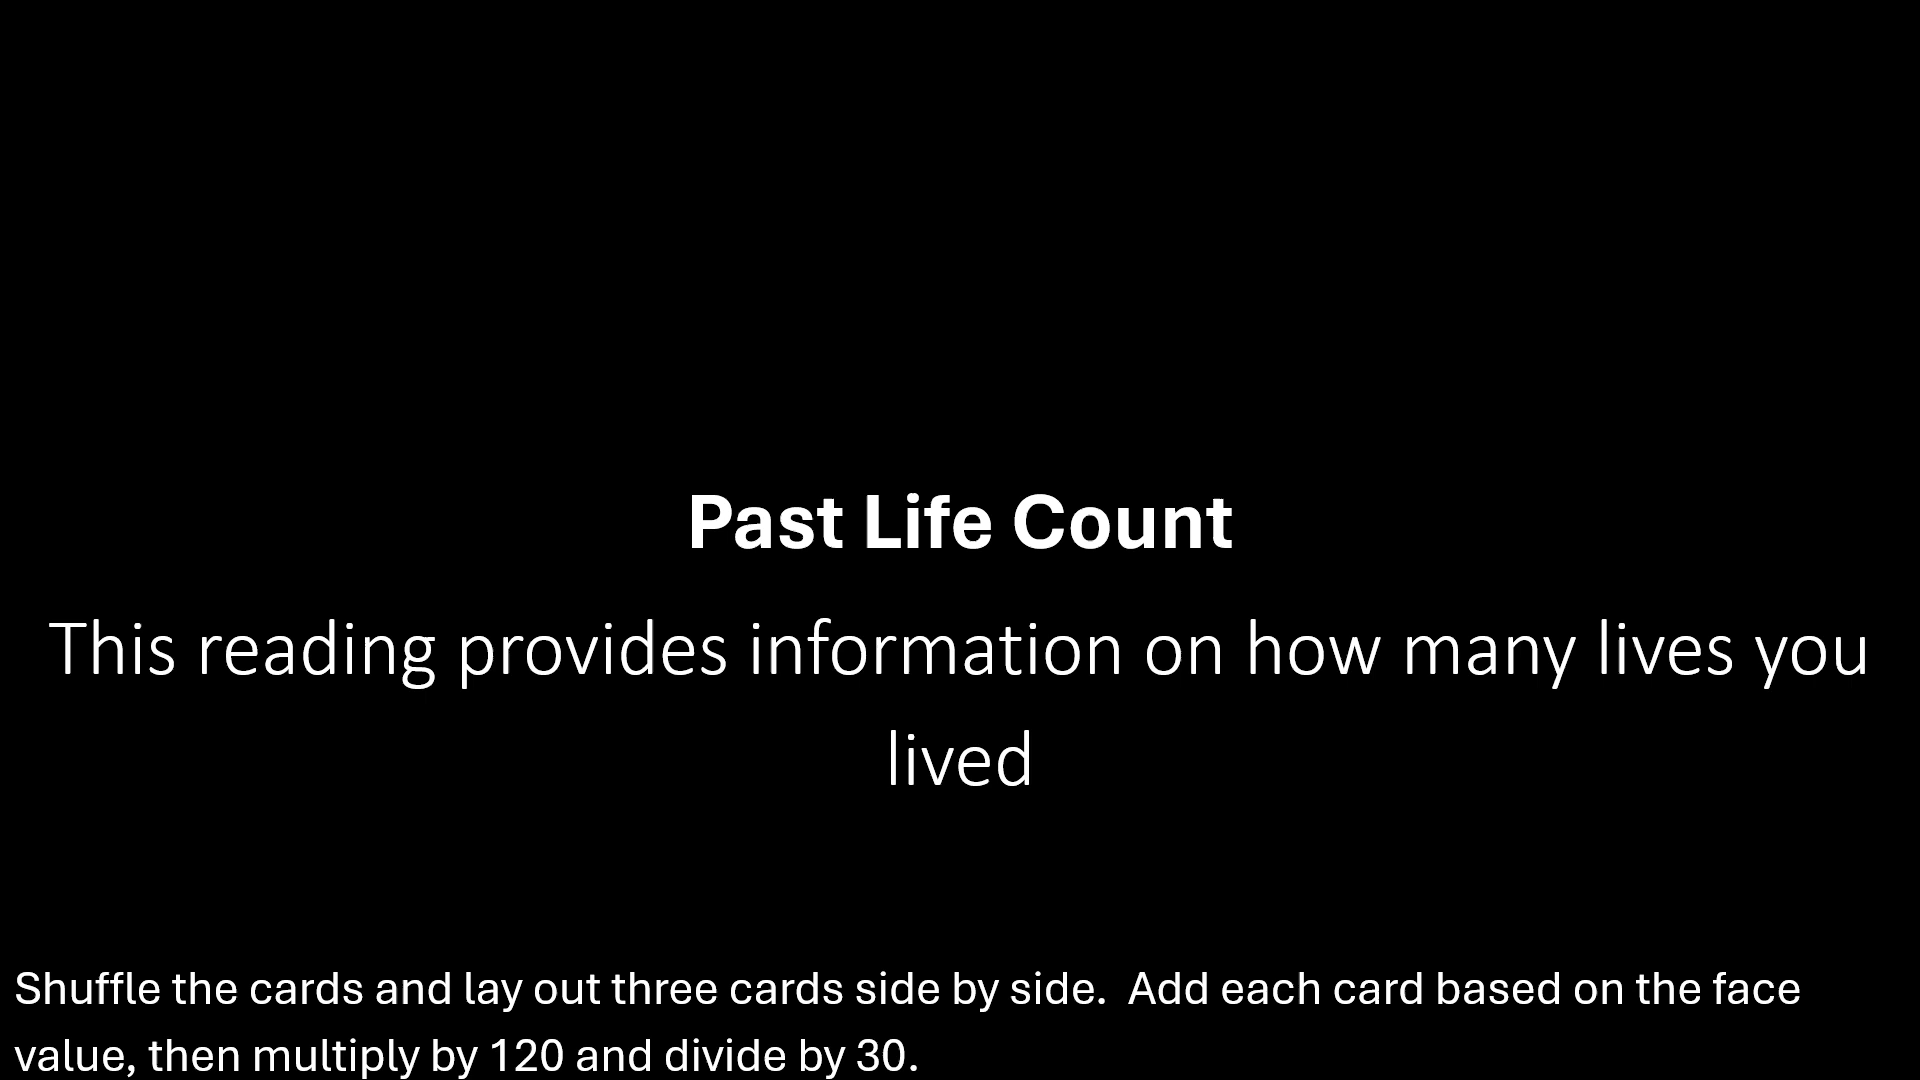 Past Life Count
This reading provides information on how many lives you
lived
Shuffle the cards and lay out three cards side by side.  Add each card based on the face
value, then multiply by 120 and divide by 30.